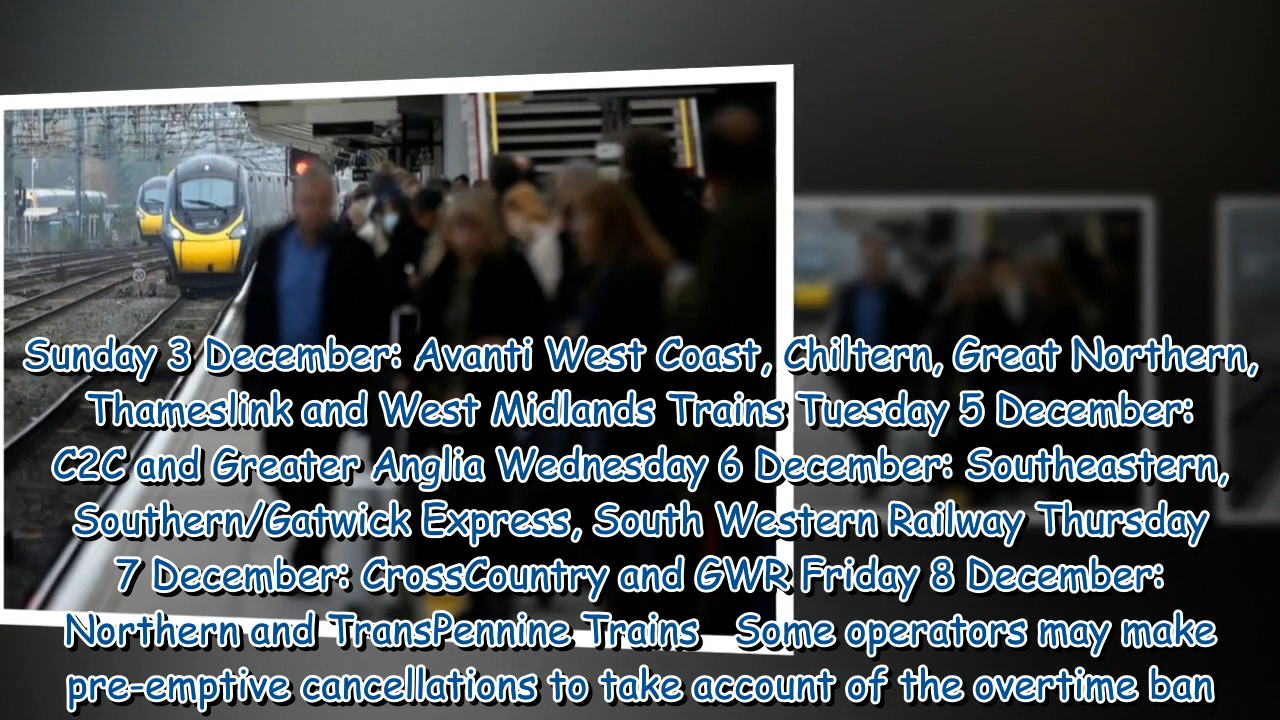 Sunday 3 December: Avanti West Coast, Chiltern, Great Northern,
Thameslink and West Midlands Trains Tuesday 5 December:
C2C and Greater Anglia Wednesday 6 December: Southeastern,
Southern/Gatwick Express, South Western Railway Thursday
7 December: CrossCountry and GWR Friday 8 December:
Northern and TransPennine Trains Some operators may make
pre-emptive cancellations to take account of the overtime ban